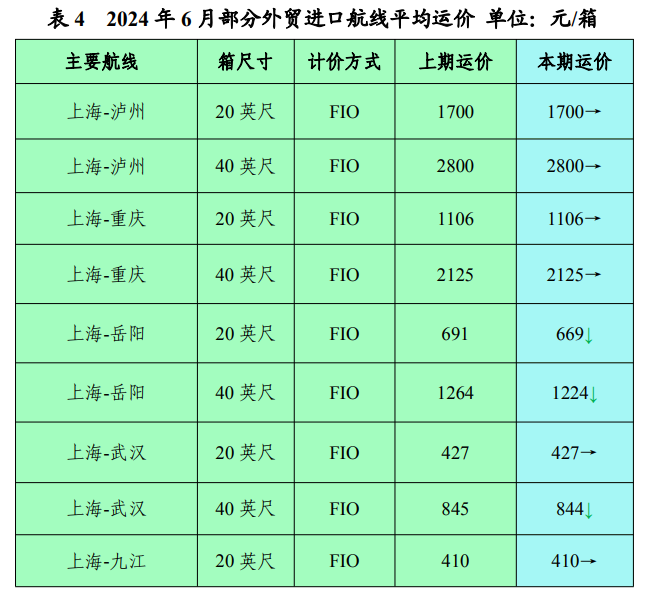 表 4 2024 年 6 月部分外贸进口航线平均运价 单位：元/箱
主要航线 箱尺寸 计价方式 上期运价 本期运价
上海-泸州 20 英尺 FIO 1700 1700→
上海-泸州 40 英尺 FIO 2800 2800→
上海-重庆 20 英尺 FIO 1106 1106→
上海-重庆 40 英尺 FIO 2125 2125→
上海-岳阳 20 英尺 FIO 691 669↓
上海-岳阳 40 英尺 FIO 1264 1224↓
上海-武汉 20 英尺 FIO 427 427→
上海-武汉 40 英尺 FIO 845 844↓
上海-九江 20 英尺 FIO 410 410→